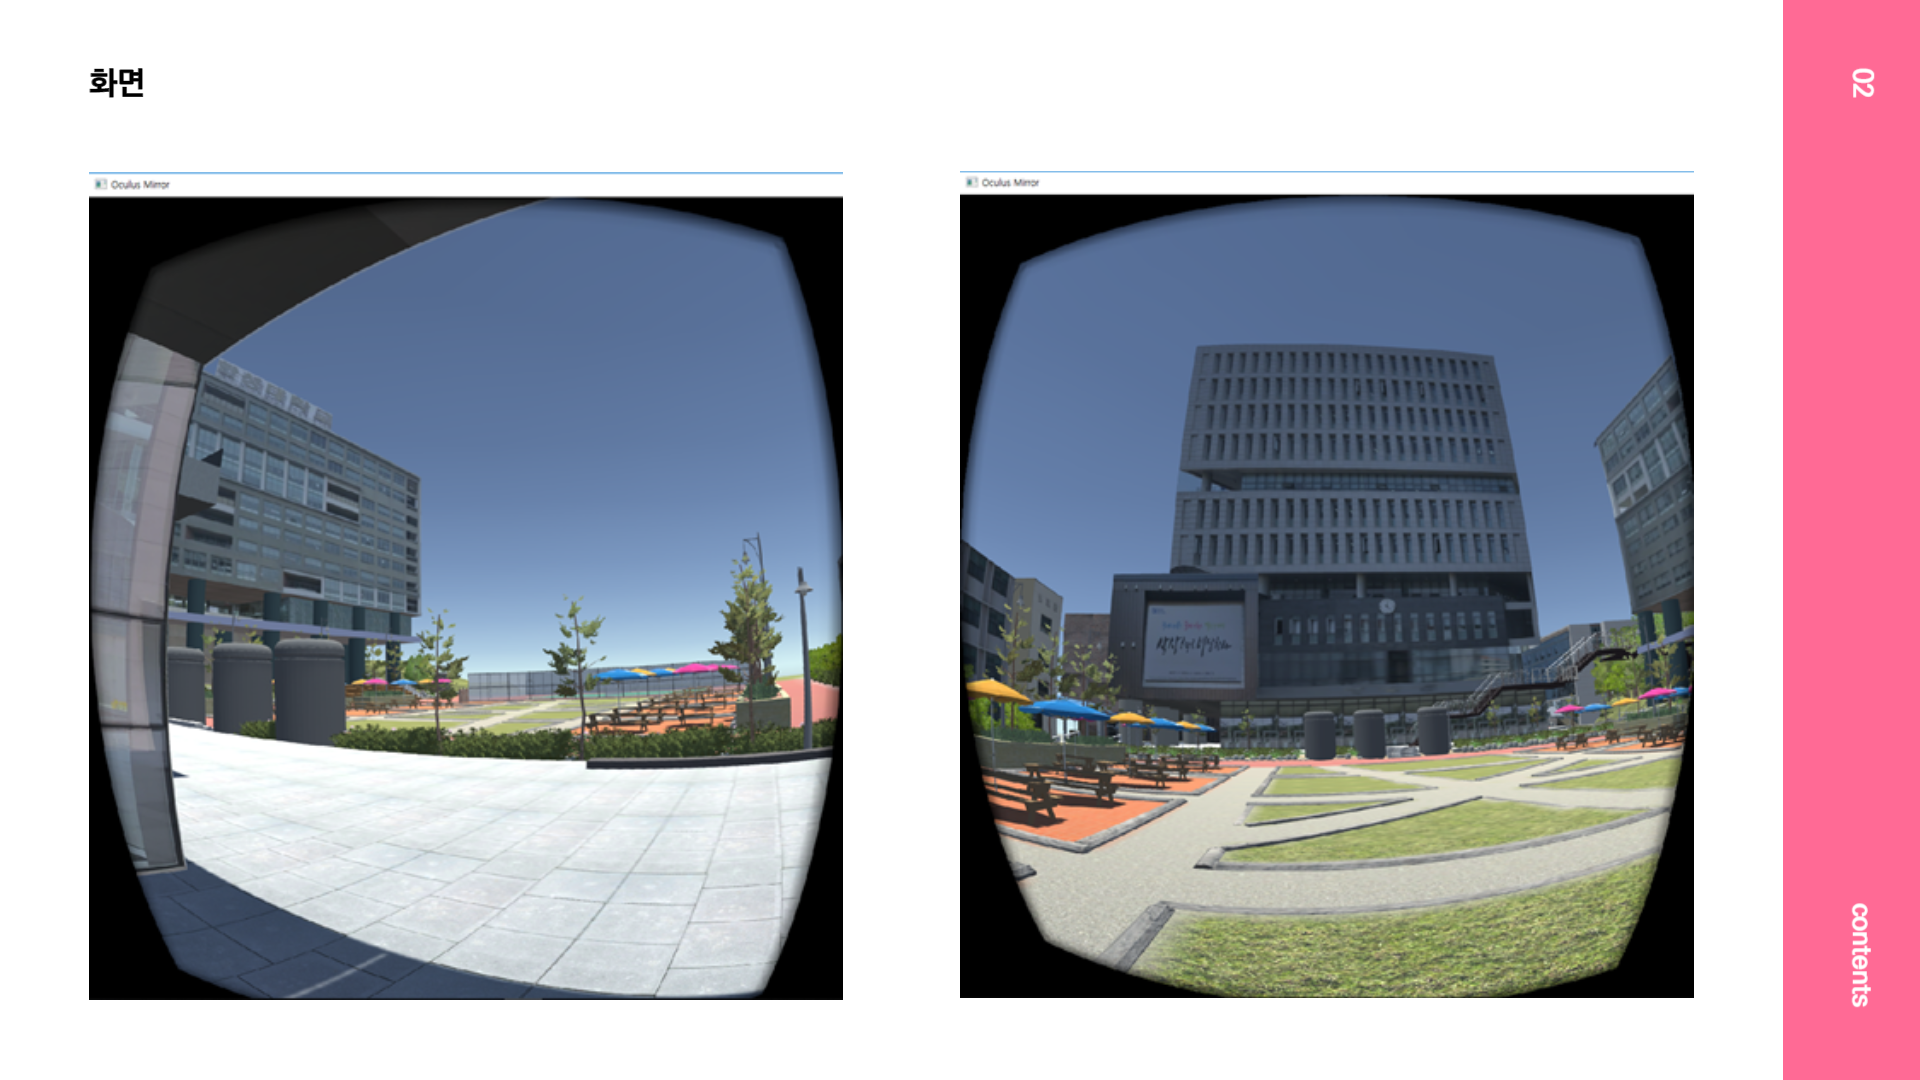 화면
02
Oculus Mirror
Oculus Mirror
contents